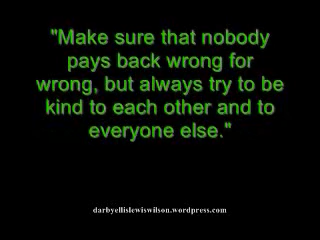 "Make sure that nobody
pays back wrong for
wrong, but always try to be
kind to each other and to
everyone else."
darbyellislewiswilson.wordpress.com